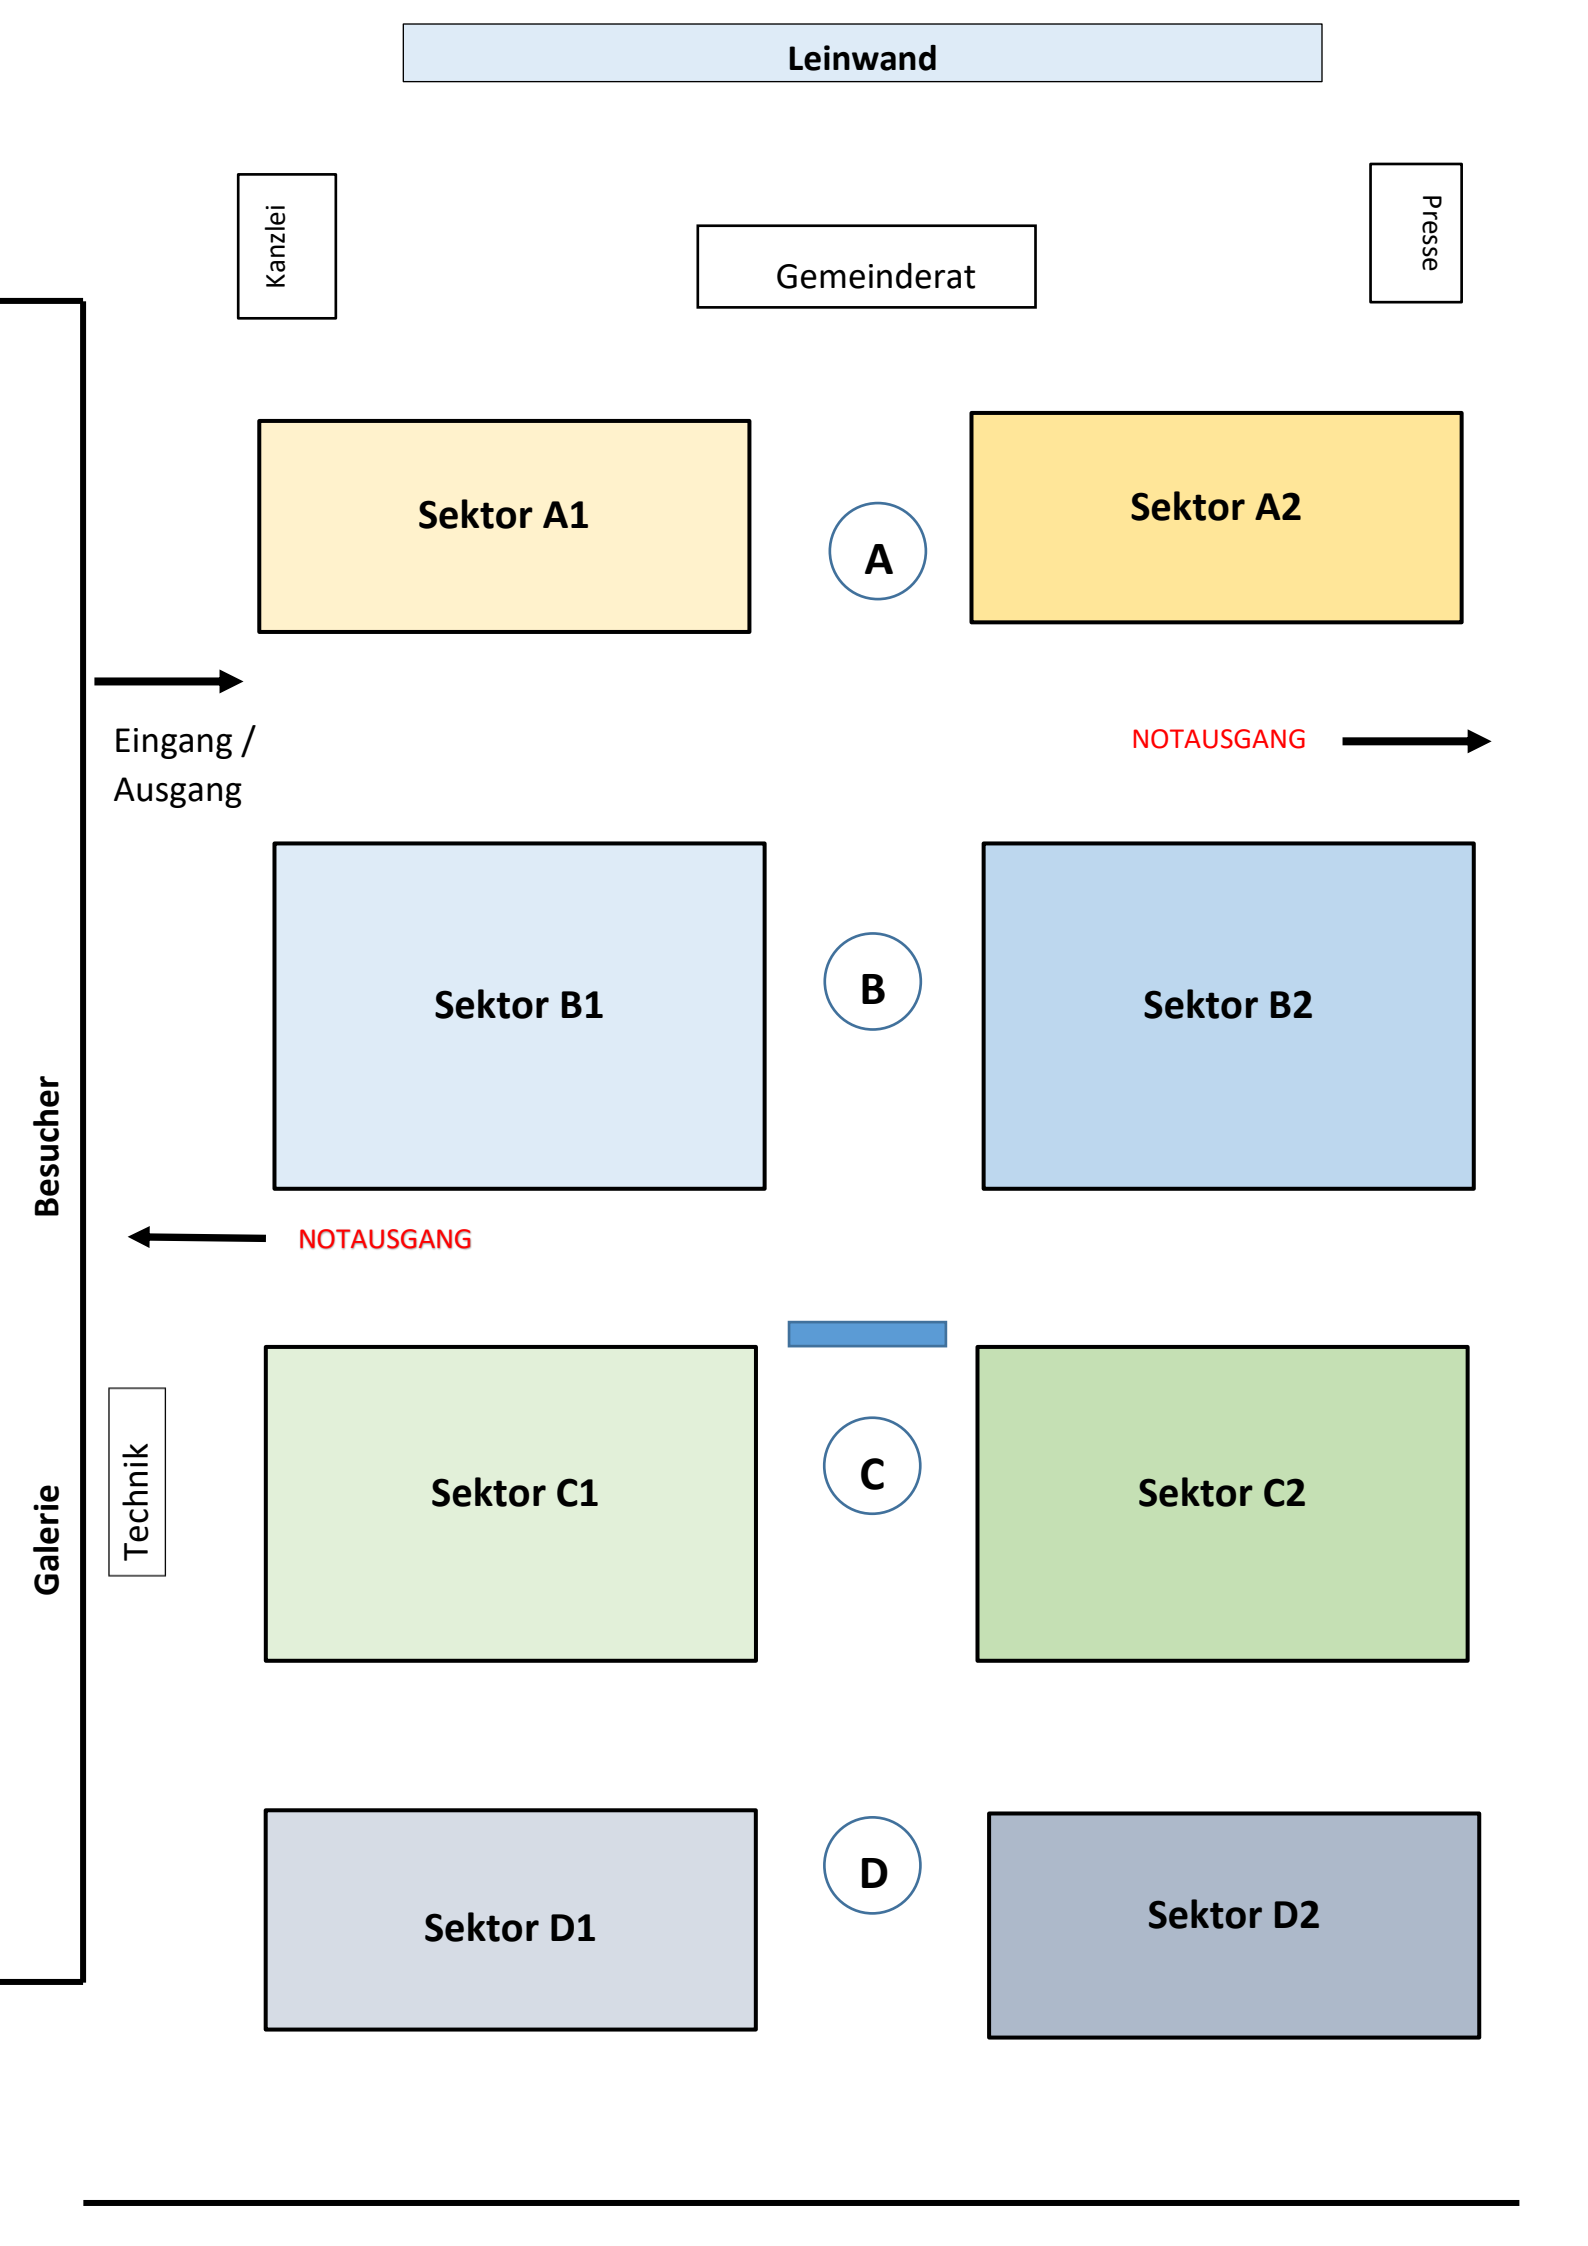 Leinwand
Kanzlei
Gemeinderat
Presse
Sektor A1
A
Sektor A2
Eingang /
Ausgang
NOTAUSGANG
Sektor B1
B
Sektor B2
Besucher
NOTAUSGANG
Galerie
Technik
Sektor C1
C
Sektor C2
Sektor D1
D
Sektor D2